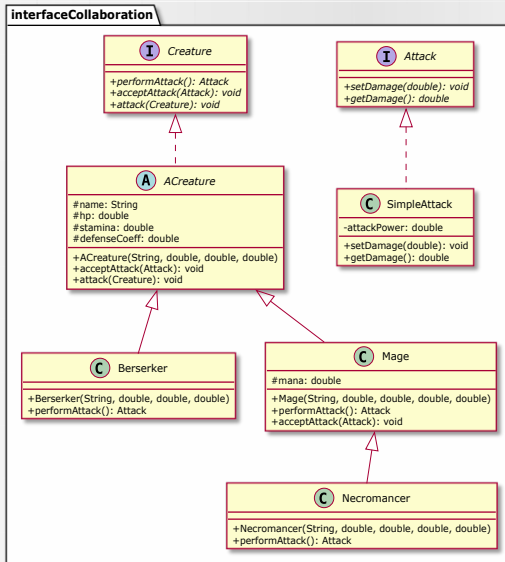 interfaceCollaboration
I Creature
+performAttack(): Attack
+acceptAttack(Attack): void
+attack(Creature): void
I Attack
+setDamage(double): void
+getDamage(): double
A ACreature
#name: String
#hp: double
#stamina: double
#defenseCoeff: double
+ACreature(String, double, double, double)
+acceptAttack(Attack): void
+attack(Creature): void
C SimpleAttack
-attackPower: double
+setDamage(double): void
+getDamage(): double
C Berserker
+Berserker(String, double, double, double)
+performAttack(): Attack
C Mage
#mana: double
+Mage(String, double, double, double, double)
+performAttack(): Attack
+acceptAttack(Attack): void
C Necromancer
+Necromancer(String, double, double, double, double)
+performAttack(): Attack